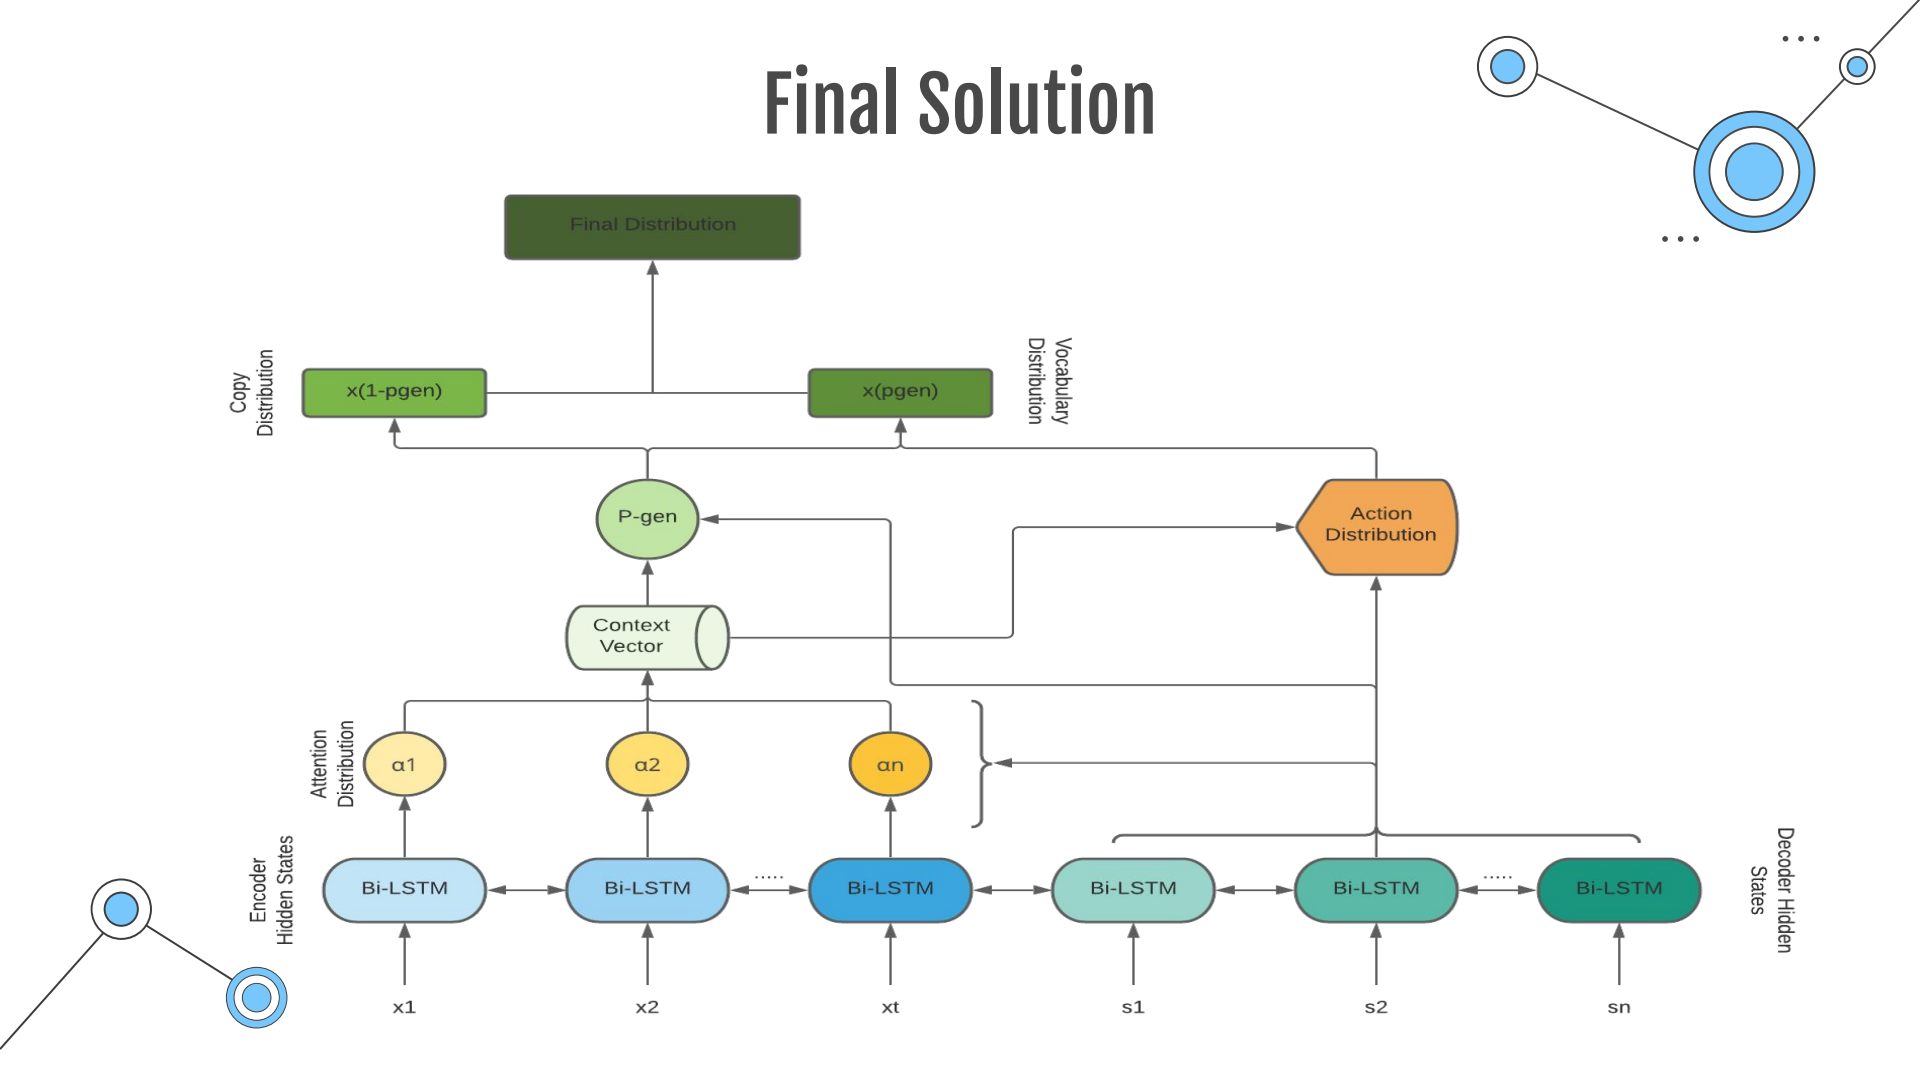 Final Solution
Final Distribution
Copy
Distribution
x(1-pgen)
x(pgen)
Vocabulary
Distribution
P-gen
Action
Distribution
Context
Vector
Attention
Distribution
α1
α2
αn
Encoder
Hidden States
Bi-LSTM
Bi-LSTM
.....
Bi-LSTM
Bi-LSTM
Bi-LSTM
.....
Bi-LSTM
Decoder Hidden
States
x1
x2
xt
s1
s2
sn